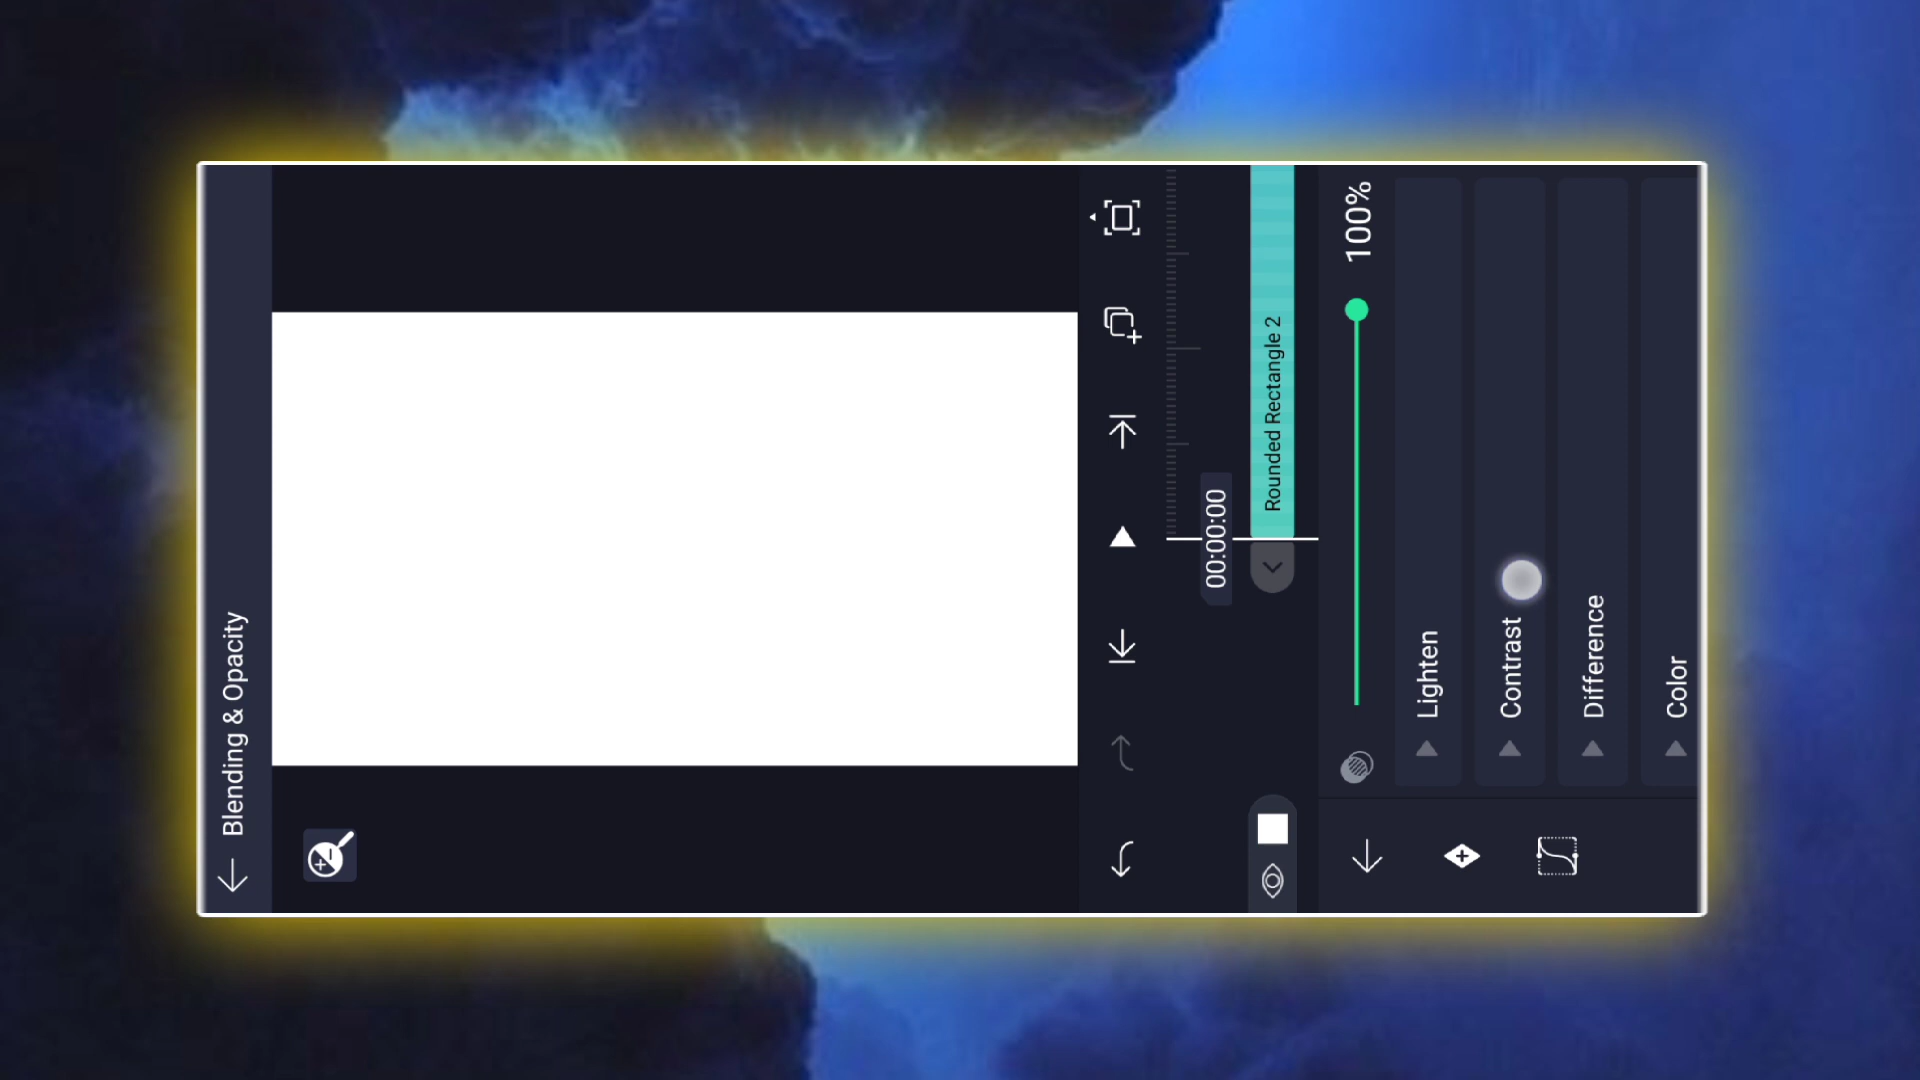 Blending & Opacity
00:00:00
Rounded Rectangle 2
100%
Lighten
Contrast
Difference
Color